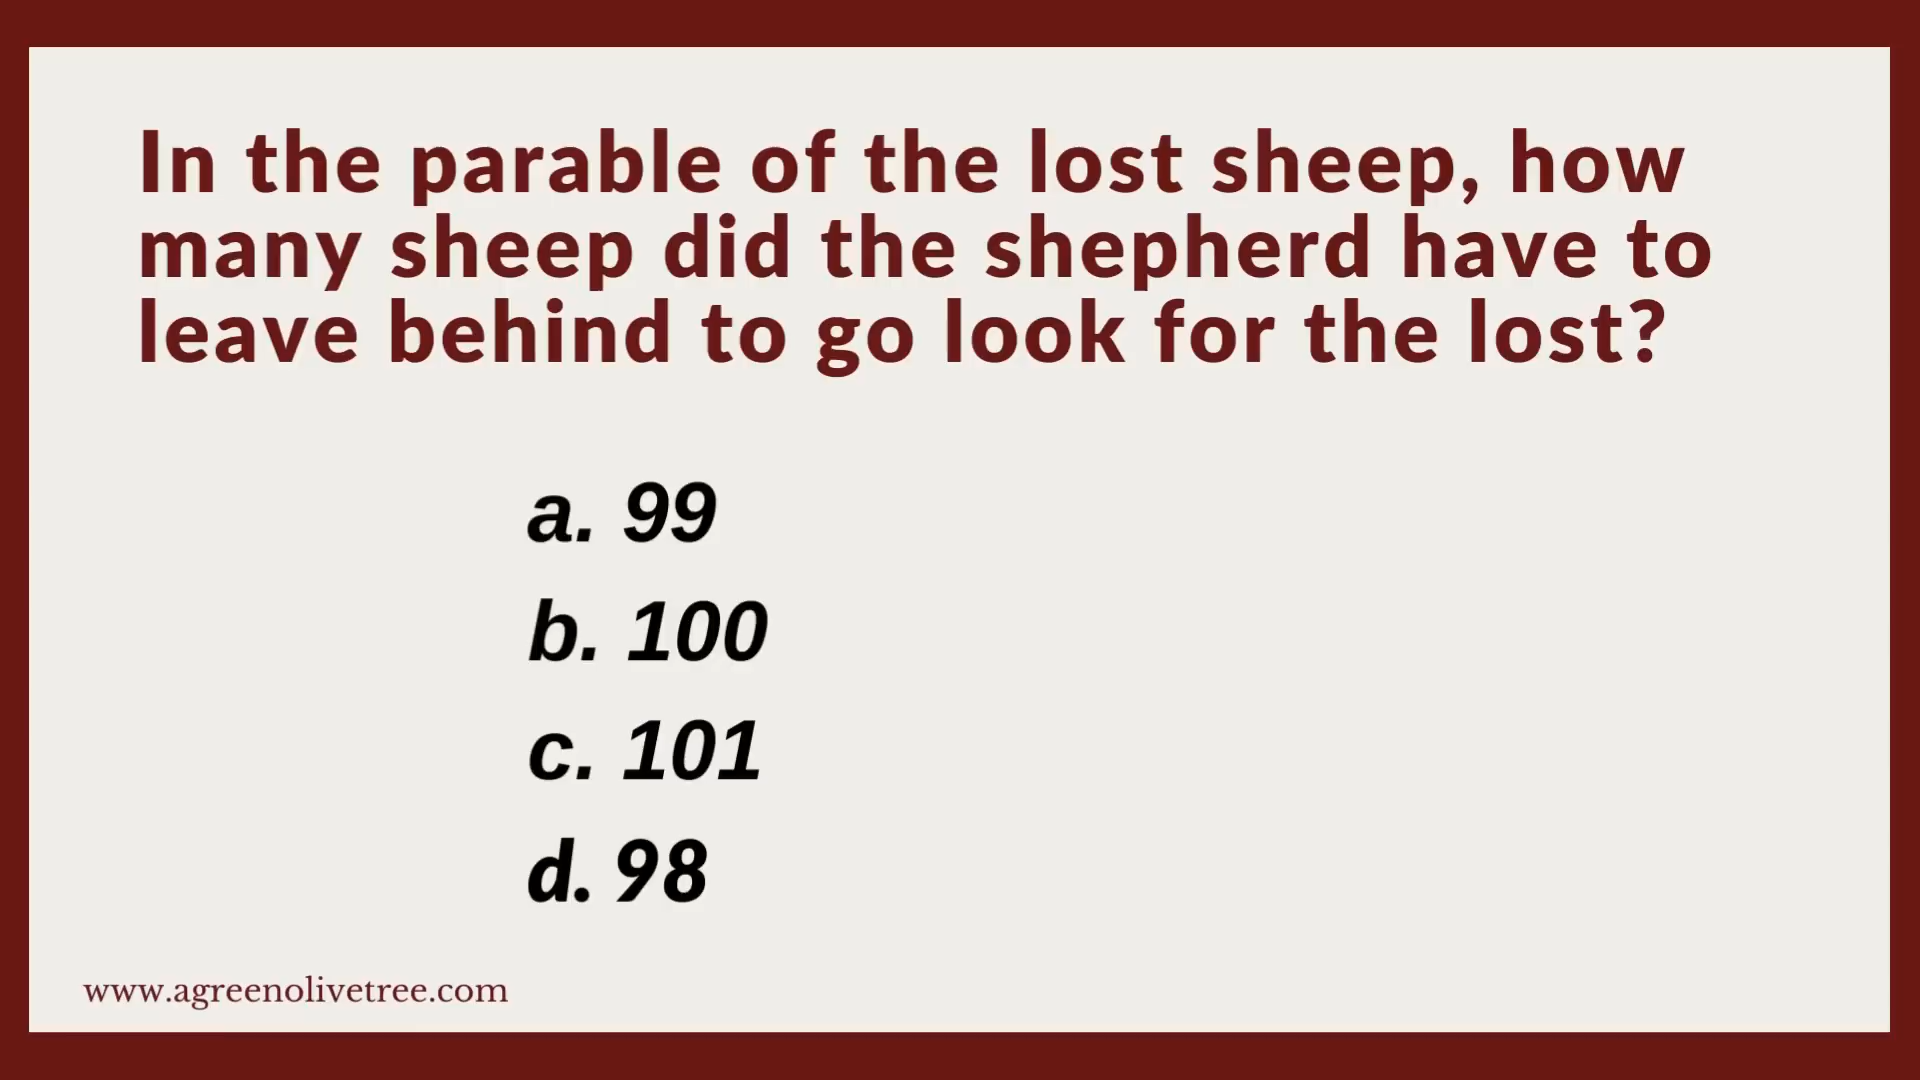 In the parable of the lost sheep, how
many sheep did the shepherd have to
leave behind to go look for the lost?
a. 99
b. 100
c. 101
d. 98
www.agreenolivetree.com